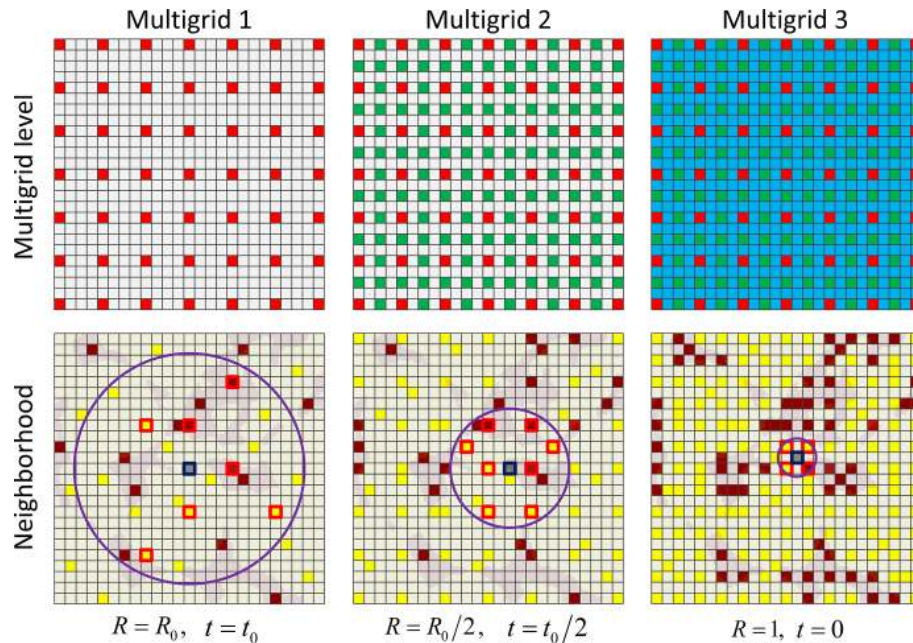 Multigrid 1 Multigrid 2 Multigrid 3
Multigrid level
Neighborhood
R = R₀, t = t₀ R = R₀/2, t = t₀/2 R = 1, t = 0